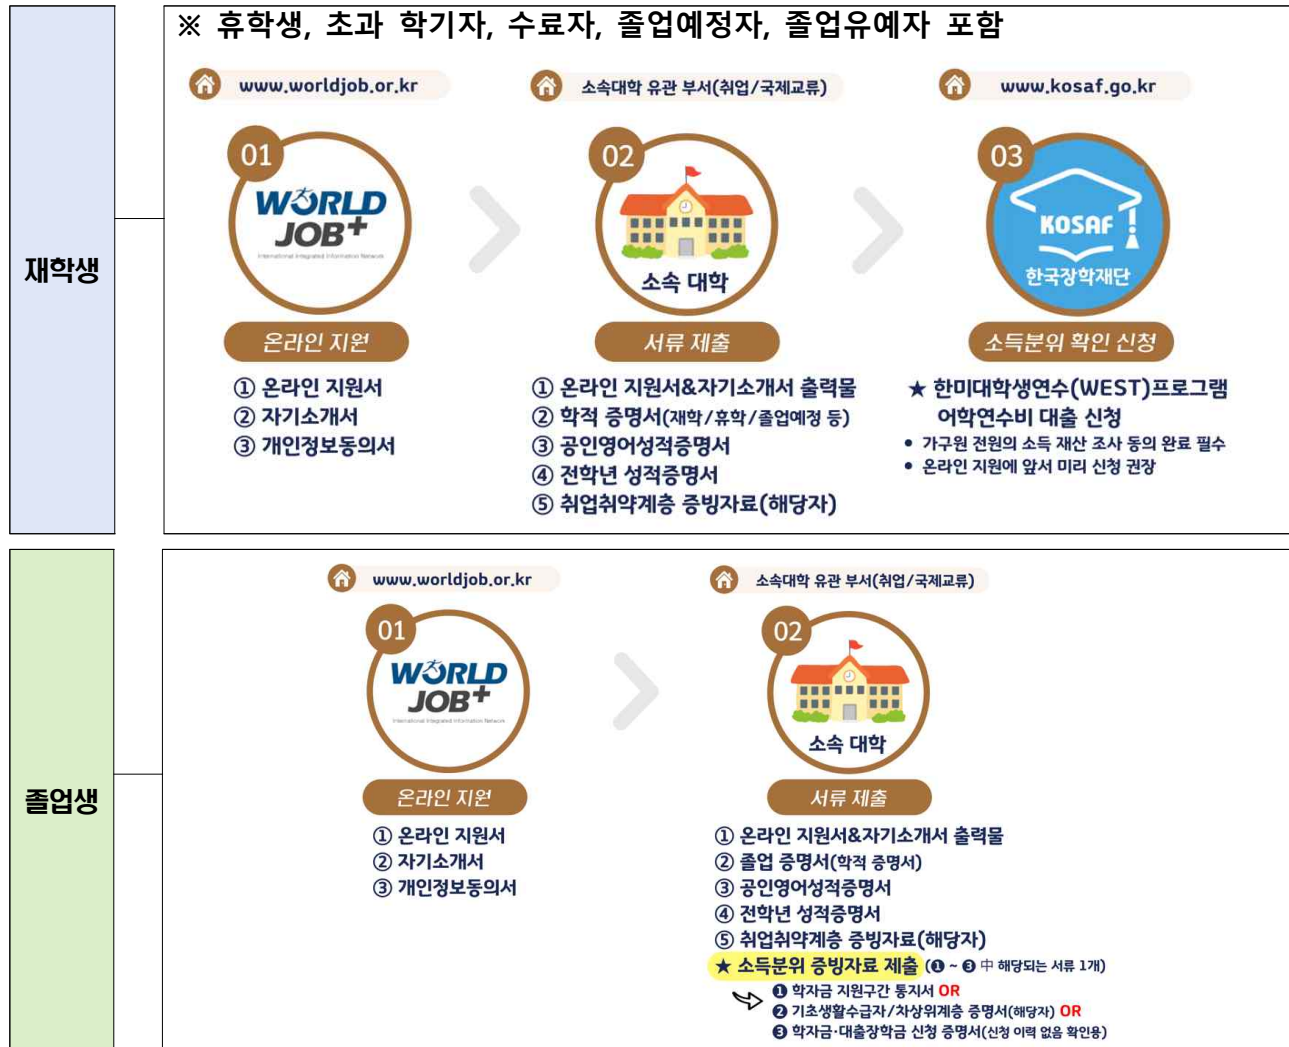 ※ 휴학생, 초과 학기자, 수료자, 졸업예정자, 졸업유예자 포함
재학생
www.worldjob.or.kr
01
WORLD
JOB+
International Integrated Information Network
온라인 지원
① 온라인 지원서
② 자기소개서
③ 개인정보동의서
소속대학 유관 부서(취업/국제교류)
02
소속 대학
서류 제출
① 온라인 지원서&자기소개서 출력물
② 학적 증명서(재학/휴학/졸업예정 등)
③ 공인영어성적증명서
④ 전학년 성적증명서
⑤ 취업취약계층 증빙자료(해당자)
www.kosaf.go.kr
03
KOSAF
한국장학재단
소득분위 확인 신청
★ 한미대학생연수(WEST)프로그램
어학연수비 대출 신청
• 가구원 전원의 소득 재산 조사 동의 완료 필수
• 온라인 지원에 앞서 미리 신청 권장
졸업생
www.worldjob.or.kr
01
WORLD
JOB+
International Integrated Information Network
온라인 지원
① 온라인 지원서
② 자기소개서
③ 개인정보동의서
소속대학 유관 부서(취업/국제교류)
02
소속 대학
서류 제출
① 온라인 지원서&자기소개서 출력물
② 졸업 증명서(학적 증명서)
③ 공인영어성적증명서
④ 전학년 성적증명서
⑤ 취업취약계층 증빙자료(해당자)
★ 소득분위 증빙자료 제출 (❶ ~ ❸ 中 해당되는 서류 1개)
❶ 학자금 지원구간 통지서 OR
❷ 기초생활수급자/차상위계층 증명서(해당자) OR
❸ 학자금·대출장학금 신청 증명서(신청 이력 없음 확인용)